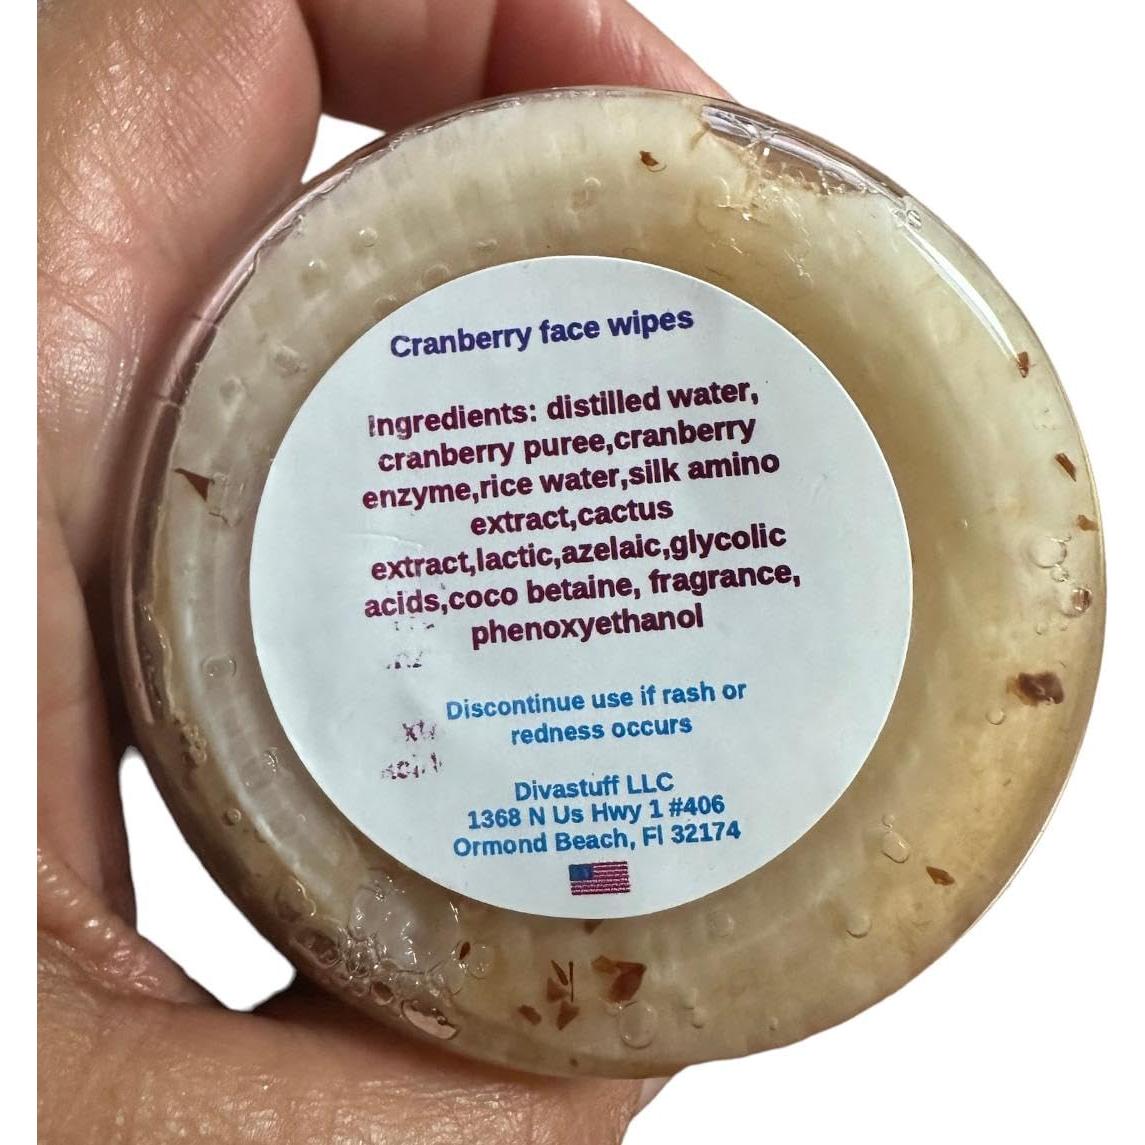 Cranberry face wipes
Ingredients: distilled water,
cranberry puree,cranberry
enzyme,rice water,silk amino
extract,cactus
extract,lactic,azelaic,glycolic
acids,coco betaine, fragrance,
phenoxyethanol
Discontinue use if rash or
redness occurs
Divastuff LLC
1368 N Us Hwy 1 #406
Ormond Beach, Fl 32174